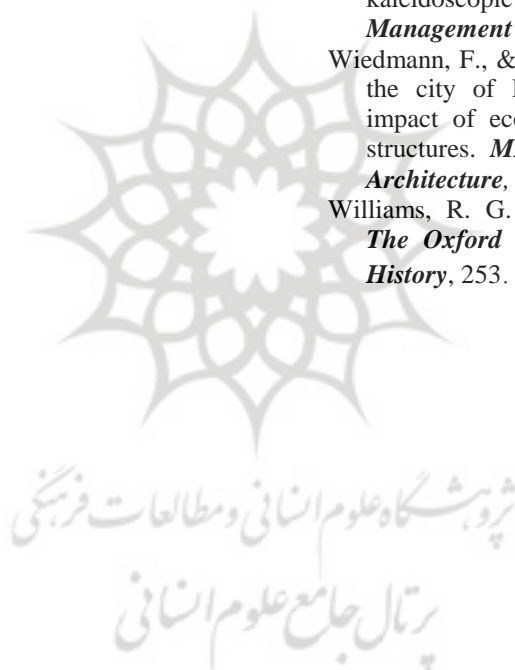 kaleidoscopic
Management
Wiedmann, F., &
the city of
impact of eco
structures. M
Architecture,
Williams, R. G.
The Oxford
History, 253.
پژوهشگاه علوم انسانی و مطالعات فرهنگی
پرتال جامع علوم انسانی